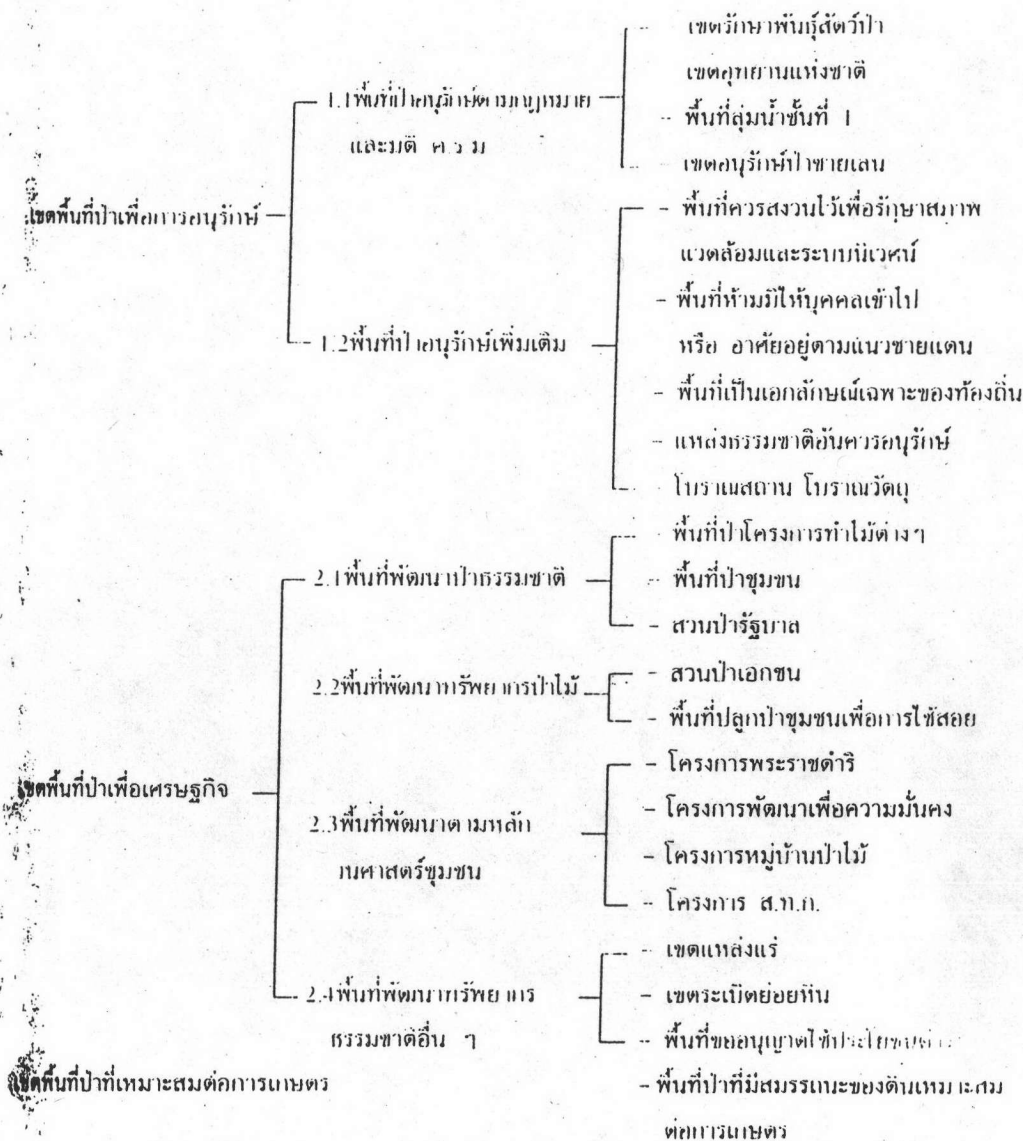 เขตรักษาพันธุ์สัตว์ป่า
เขตอุทยานแห่งชาติ
1.1พื้นที่ป่าอนุรักษ์ตามกฎหมาย
- พื้นที่ลุ่มน้ำชั้นที่ 1
และมติ ค.ร.ม
เขตอนุรักษ์ป่าชายเลน
เขตพื้นที่ป่าเพื่อการอนุรักษ์
- พื้นที่ควรสงวนไว้เพื่อรักษาสภาพ
แวดล้อมและระบบนิเวศน์
- พื้นที่ห้ามมิให้บุคคลเข้าไป
1.2พื้นที่ป่าอนุรักษ์เพิ่มเติม
หรือ อาศัยอยู่ตามแนวชายแดน
- พื้นที่เป็นเอกลักษณ์เฉพาะของท้องถิ่น
- แหล่งธรรมชาติอันควรอนุรักษ์
โบราณสถาน โบราณวัตถุ
พื้นที่ป่าโครงการทำไม้ต่างๆ
2.1พื้นที่พัฒนาป่าธรรมชาติ
- พื้นที่ป่าชุมชน
- สวนป่ารัฐบาล
2.2พื้นที่พัฒนาทรัพยากรป่าไม้
- สวนป่าเอกชน
- พื้นที่ปลูกป่าชุมชนเพื่อการใช้สอย
เขตพื้นที่ป่าเพื่อเศรษฐกิจ
- โครงการพระราชดำริ
- โครงการพัฒนาเพื่อความมั่นคง
2.3พื้นที่พัฒนาตามหลัก
- โครงการหมู่บ้านป่าไม้
วนศาสตร์ชุมชน
- โครงการ ส.ท.ก.
- เขตแหล่งแร่
2.4พื้นที่พัฒนาทรัพยากร
- เขตระเบิดย่อยหิน
ธรรมชาติอื่น ๆ
- พื้นที่ขออนุญาตใช้ประโยชน์
เขตพื้นที่ป่าที่เหมาะสมต่อการเกษตร
- พื้นที่ป่าที่มีสมรรถนะของดินเหมาะสม
ต่อการเกษตร